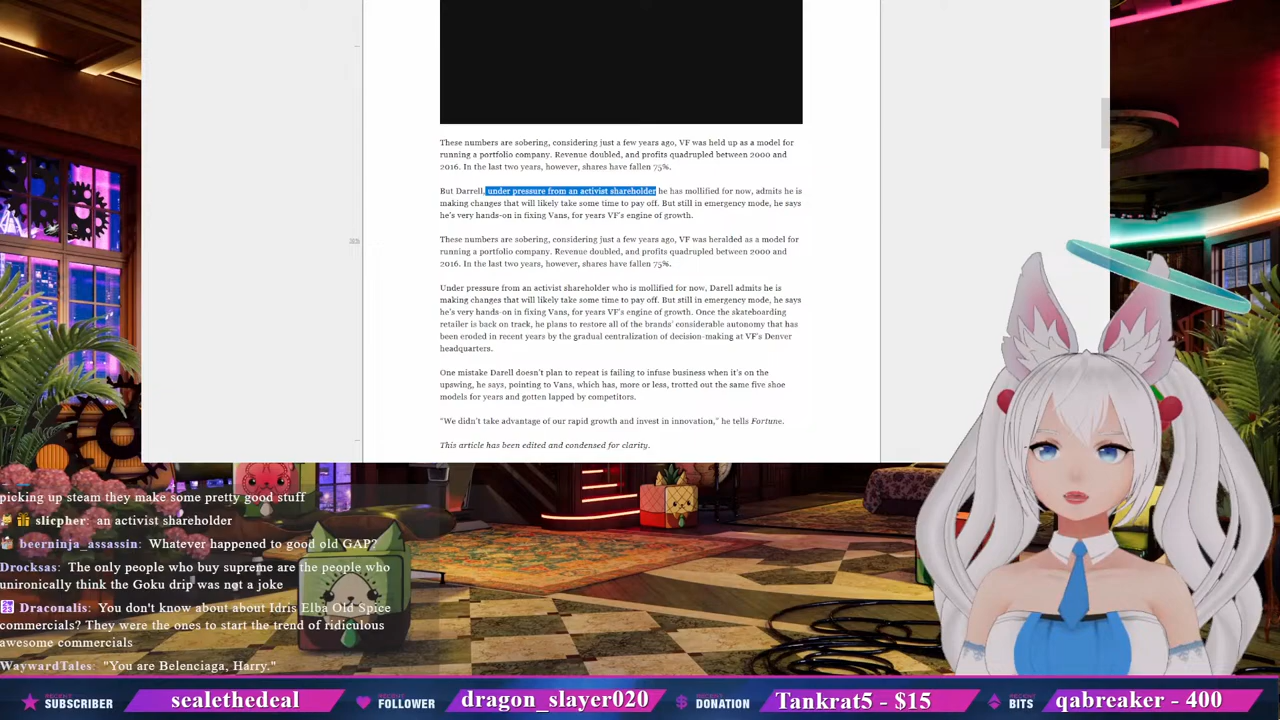 These numbers are sobering, considering just a few years ago, VF was held up as a model for
running a portfolio company. Revenue doubled, and profits quadrupled between 2000 and
2016. In the last two years, however, shares have fallen 75%.
But Darrell, under pressure from an activist shareholder he has mollified for now, admits he is
making changes that will likely take some time to pay off. But still in emergency mode, he says
he's very hands-on in fixing Vans, for years VF's engine of growth.
These numbers are sobering, considering just a few years ago, VF was heralded as a model for
running a portfolio company. Revenue doubled, and profits quadrupled between 2000 and
2016. In the last two years, however, shares have fallen 75%.
Under pressure from an activist shareholder who is mollified for now, Darell admits he is
making changes that will likely take some time to pay off. But still in emergency mode, he says
he's very hands-on in fixing Vans, for years VF's engine of growth. Once the skateboarding
retailer is back on track, he plans to restore all of the brands' considerable autonomy that has
been eroded in recent years by the gradual centralization of decision-making at VF's Denver
headquarters.
One mistake Darell doesn't plan to repeat is failing to infuse business when it's on the
upswing, he says, pointing to Vans, which has, more or less, trotted out the same five shoe
models for years and gotten lapped by competitors.
"We didn't take advantage of our rapid growth and invest in innovation," he tells Fortune.
This article has been edited and condensed for clarity.
picking up steam they make some pretty good stuff
slicpher: an activist shareholder
beerninja_assassin: Whatever happened to good old GAP?
Drocksas: The only people who buy supreme are the people who
unironically think the Goku drip was not a joke
Draconalis: You don't know about about Idris Elba Old Spice
commercials? They were the ones to start the trend of ridiculous
awesome commercials
WaywardTales: "You are Belenciaga, Harry."
RECENT SUBSCRIBER sealethedeal RECENT FOLLOWER dragon_slayer020 RECENT DONATION Tankrat5 - $15 RECENT BITS qabreaker - 400